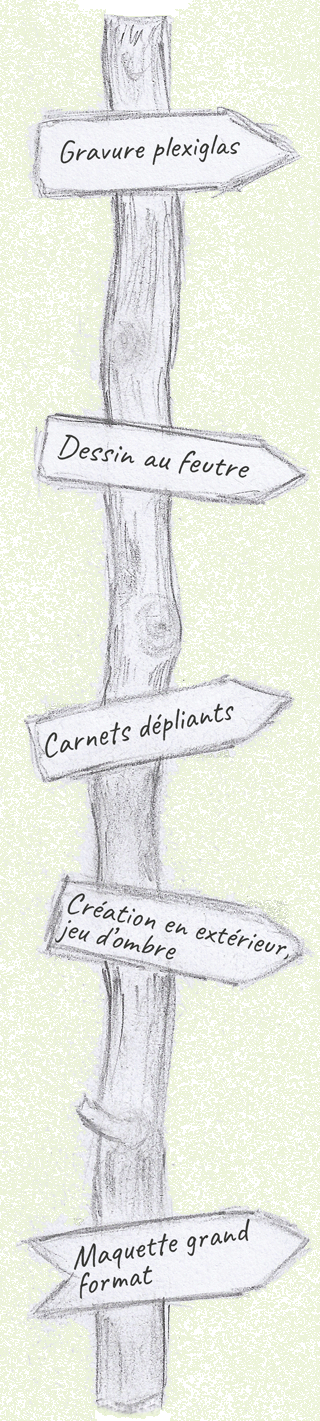 Gravure plexiglas
Dessin au feutre
Carnets dépliants
Création en extérieur,
jeu d'ombre
Maquette grand
format